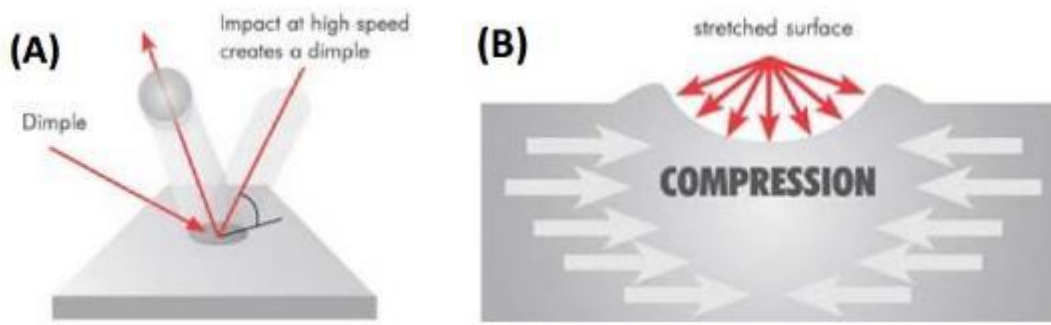 (A)
Impact at high speed
creates a dimple
Dimple
(B)
stretched surface
COMPRESSION